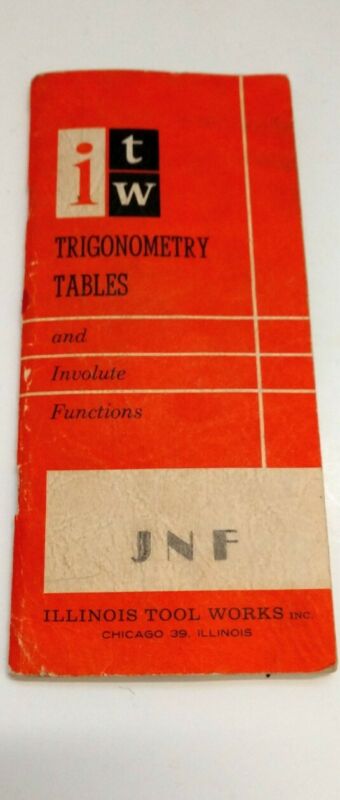 i t
w
TRIGONOMETRY
TABLES
and
Involute
Functions
JNF
ILLINOIS TOOL WORKS INC.
CHICAGO 39, ILLINOIS